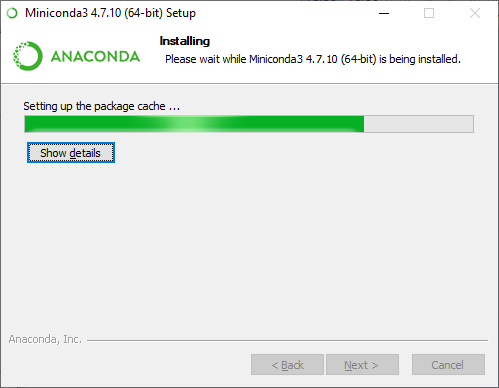 Miniconda3 4.7.10 (64-bit) Setup
ANACONDA
Installing
Please wait while Miniconda3 4.7.10 (64-bit) is being installed.
Setting up the package cache ...
Show details
Anaconda, Inc.
< Back
Next >
Cancel